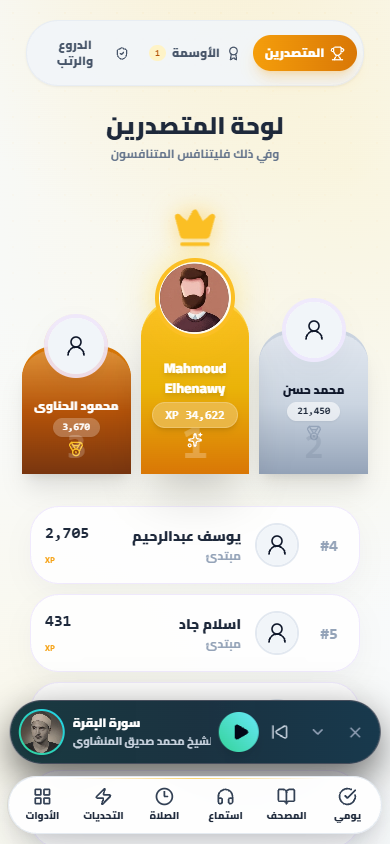 المتصدرين
الأوسمة 1
الدروع والرتب
لوحة المتصدرين
وفي ذلك فليتنافس المتنافسون
Mahmoud
Elhenawy
XP 34,622
1
محمد حسن
21,450
2
محمود الحناوى
3,670
3
#4 يوسف عبدالرحيم 2,705
مبتدئ XP
#5 اسلام جاد 431
مبتدئ XP
سورة البقرة
لشيخ محمد صديق المنشاوي
يومي
المصحف
استماع
الصلاة
التحديات
الأدوات